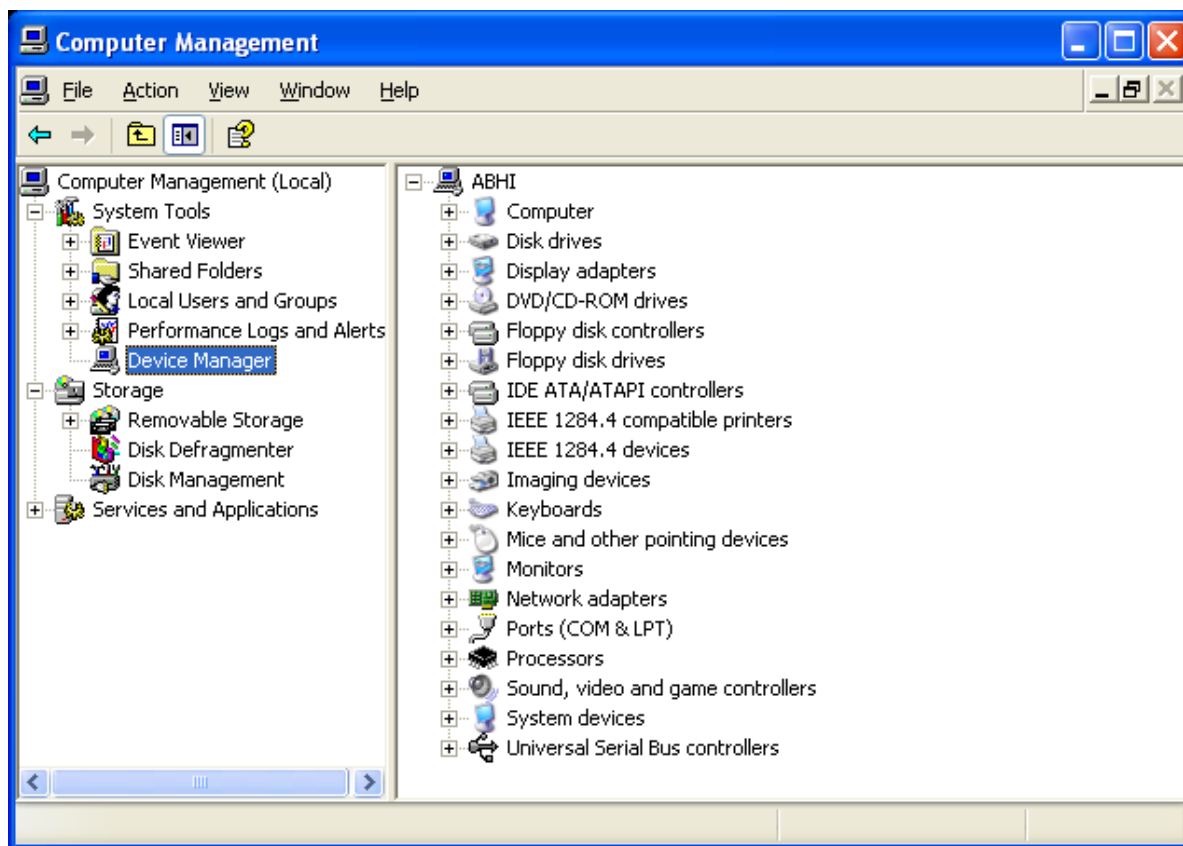 Computer Management
File Action View Window Help
Computer Management (Local)
System Tools
Event Viewer
Shared Folders
Local Users and Groups
Performance Logs and Alerts
Device Manager
Storage
Removable Storage
Disk Defragmenter
Disk Management
Services and Applications
ABHI
Computer
Disk drives
Display adapters
DVD/CD-ROM drives
Floppy disk controllers
Floppy disk drives
IDE ATA/ATAPI controllers
IEEE 1284.4 compatible printers
IEEE 1284.4 devices
Imaging devices
Keyboards
Mice and other pointing devices
Monitors
Network adapters
Ports (COM & LPT)
Processors
Sound, video and game controllers
System devices
Universal Serial Bus controllers